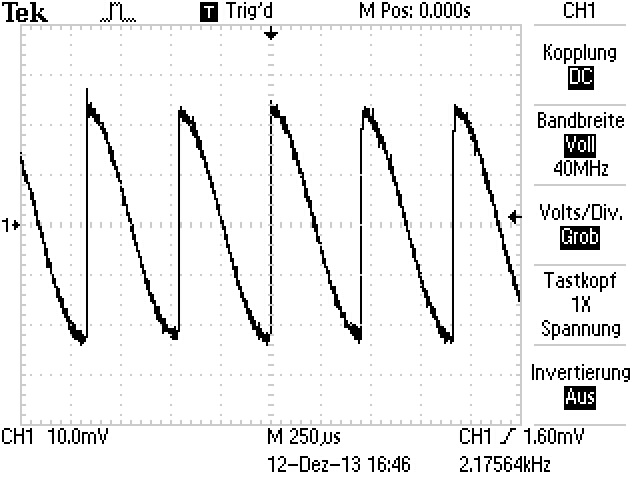 Tek T Trig'd M Pos: 0.000s CH1
Kopplung
DC
Bandbreite
Voll
40MHz
1
Volts/Div.
Grob
Tastkopf
1X
Spannung
Invertierung
Aus
CH1 10.0mV M 250µs CH1 1.60mV
12-Dez-13 16:46 2.17564kHz